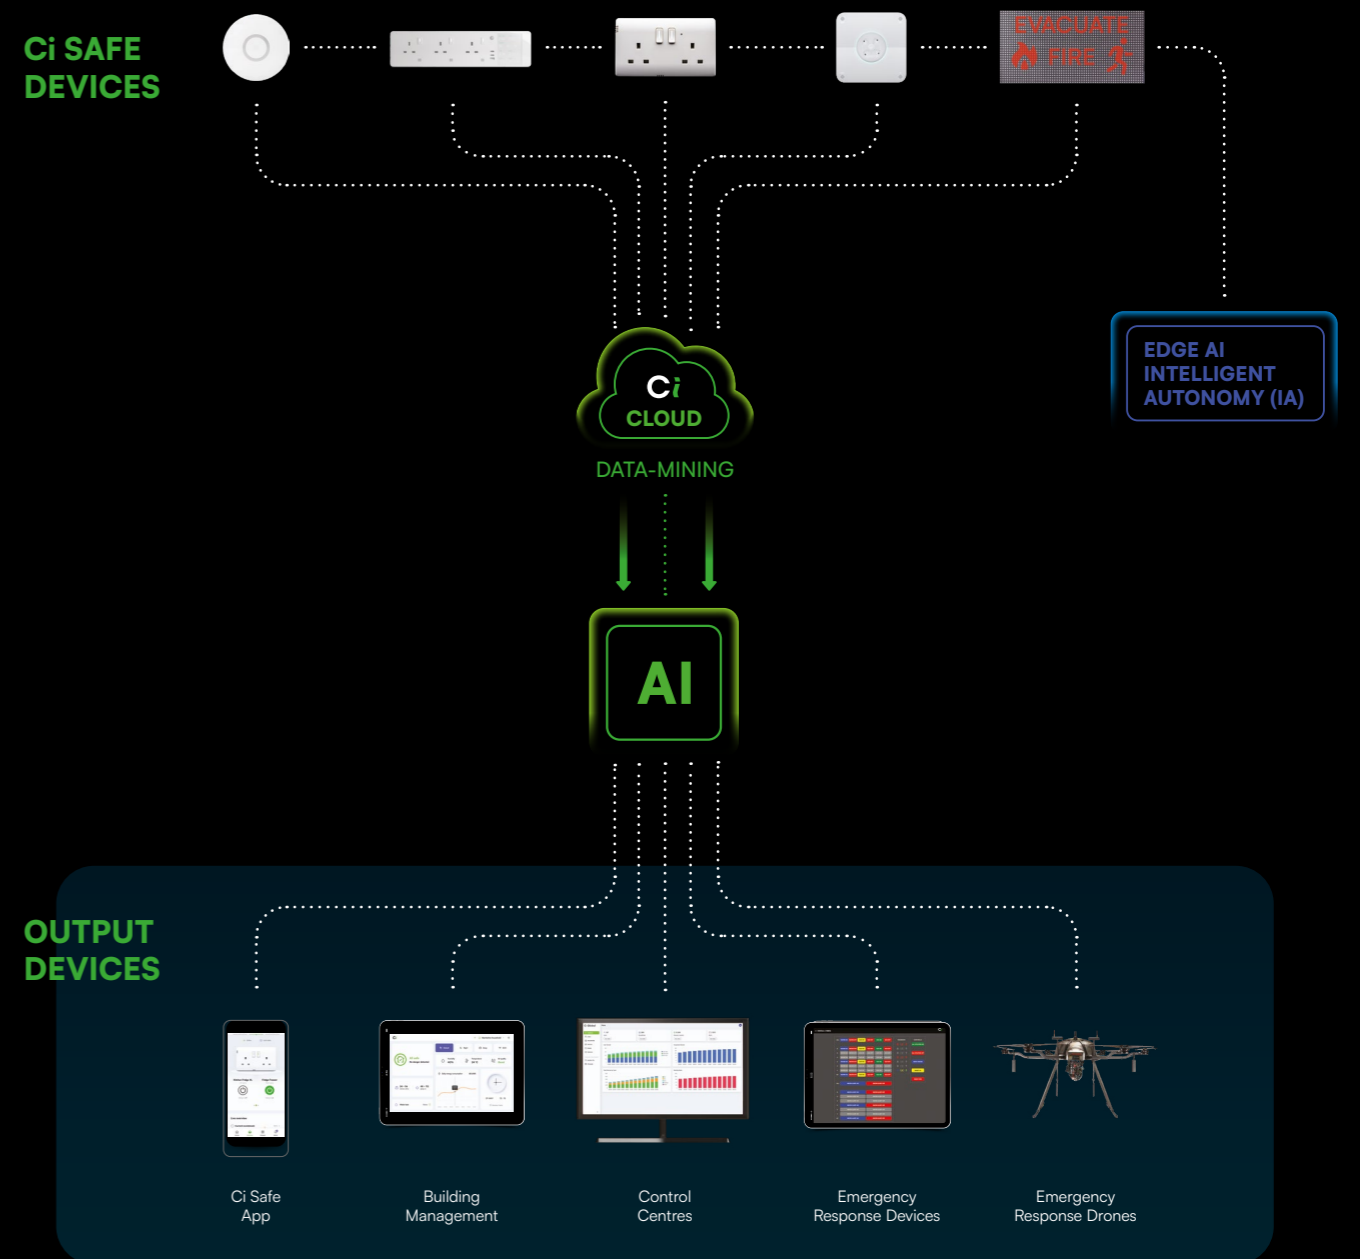 Ci SAFE
DEVICES
EVACUATE
FIRE
EDGE AI
INTELLIGENT
AUTONOMY (IA)
Ci
CLOUD
DATA-MINING
AI
OUTPUT
DEVICES
Ci Safe
App
Building
Management
Control
Centres
Emergency
Response Devices
Emergency
Response Drones